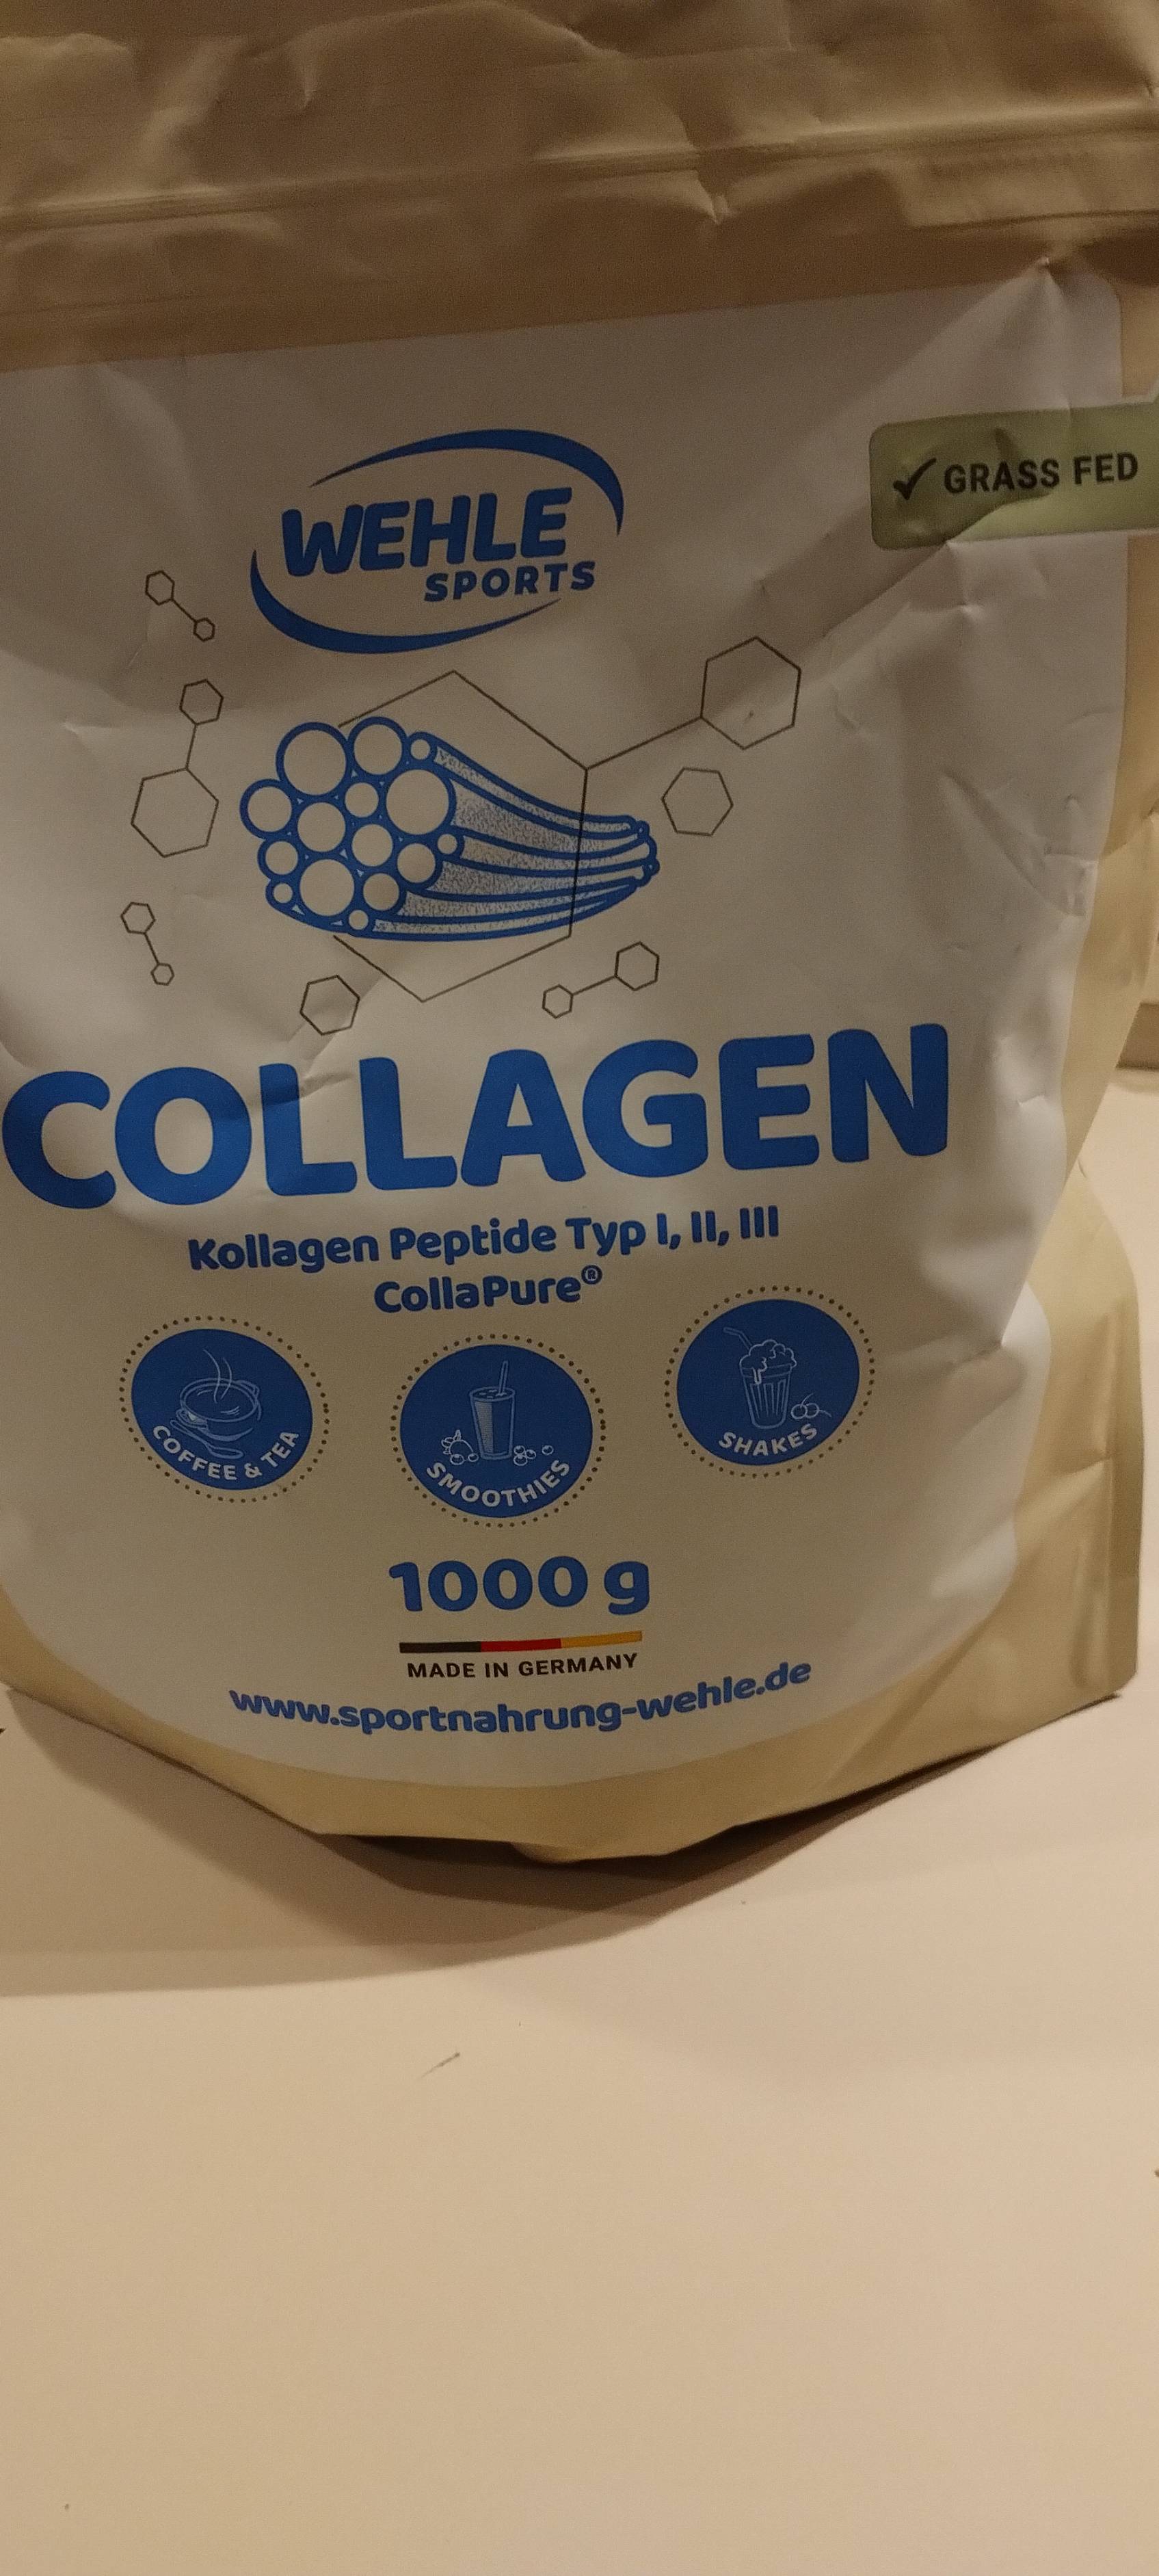 WEHLE
SPORTS
✓ GRASS FED
COLLAGEN
Kollagen Peptide Typ I, II, III
CollaPure®
COFFEE & TEA
SMOOTHIES
SHAKES
1000 g
MADE IN GERMANY
www.sportnahrung-wehle.de